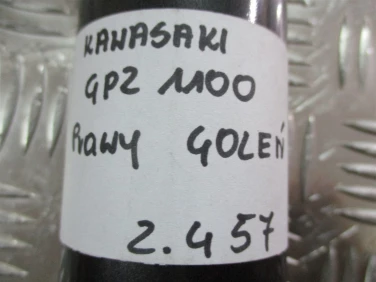 KAWASAKI
GPZ 1100
PRAWY GOLEŃ
2.457